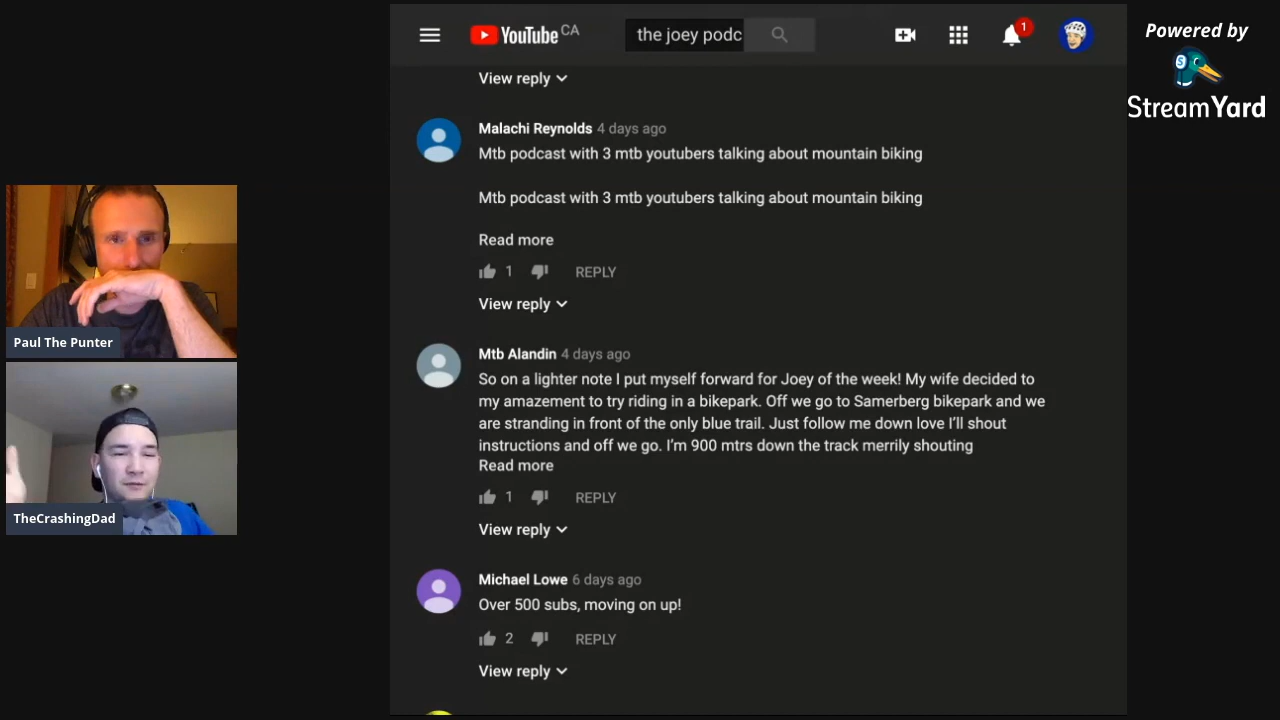 YouTube CA
the joey podc
1
Powered by
StreamYard
View reply
Malachi Reynolds 4 days ago
Mtb podcast with 3 mtb youtubers talking about mountain biking
Mtb podcast with 3 mtb youtubers talking about mountain biking
Read more
1 REPLY
View reply
Mtb Alandin 4 days ago
So on a lighter note I put myself forward for Joey of the week! My wife decided to
my amazement to try riding in a bikepark. Off we go to Samerberg bikepark and we
are stranding in front of the only blue trail. Just follow me down love I'll shout
instructions and off we go. I'm 900 mtrs down the track merrily shouting
Read more
1 REPLY
View reply
Michael Lowe 6 days ago
Over 500 subs, moving on up!
2 REPLY
View reply
Paul The Punter
TheCrashingDad